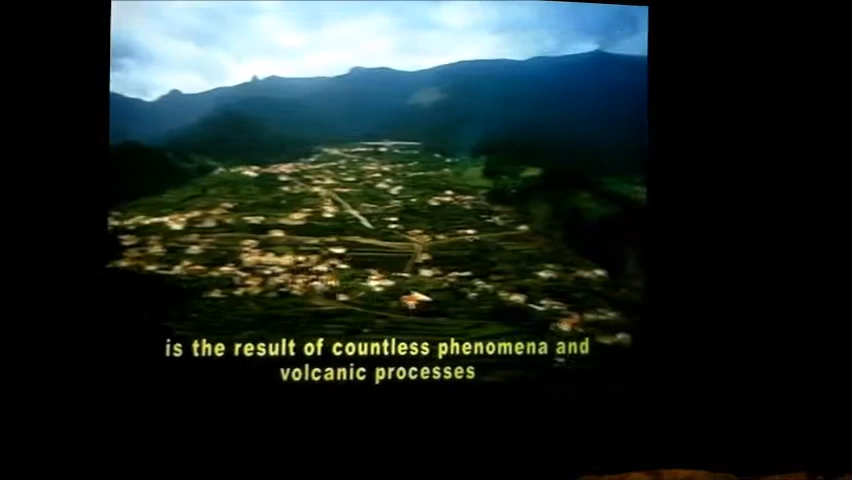 is the result of countless phenomena and
volcanic processes